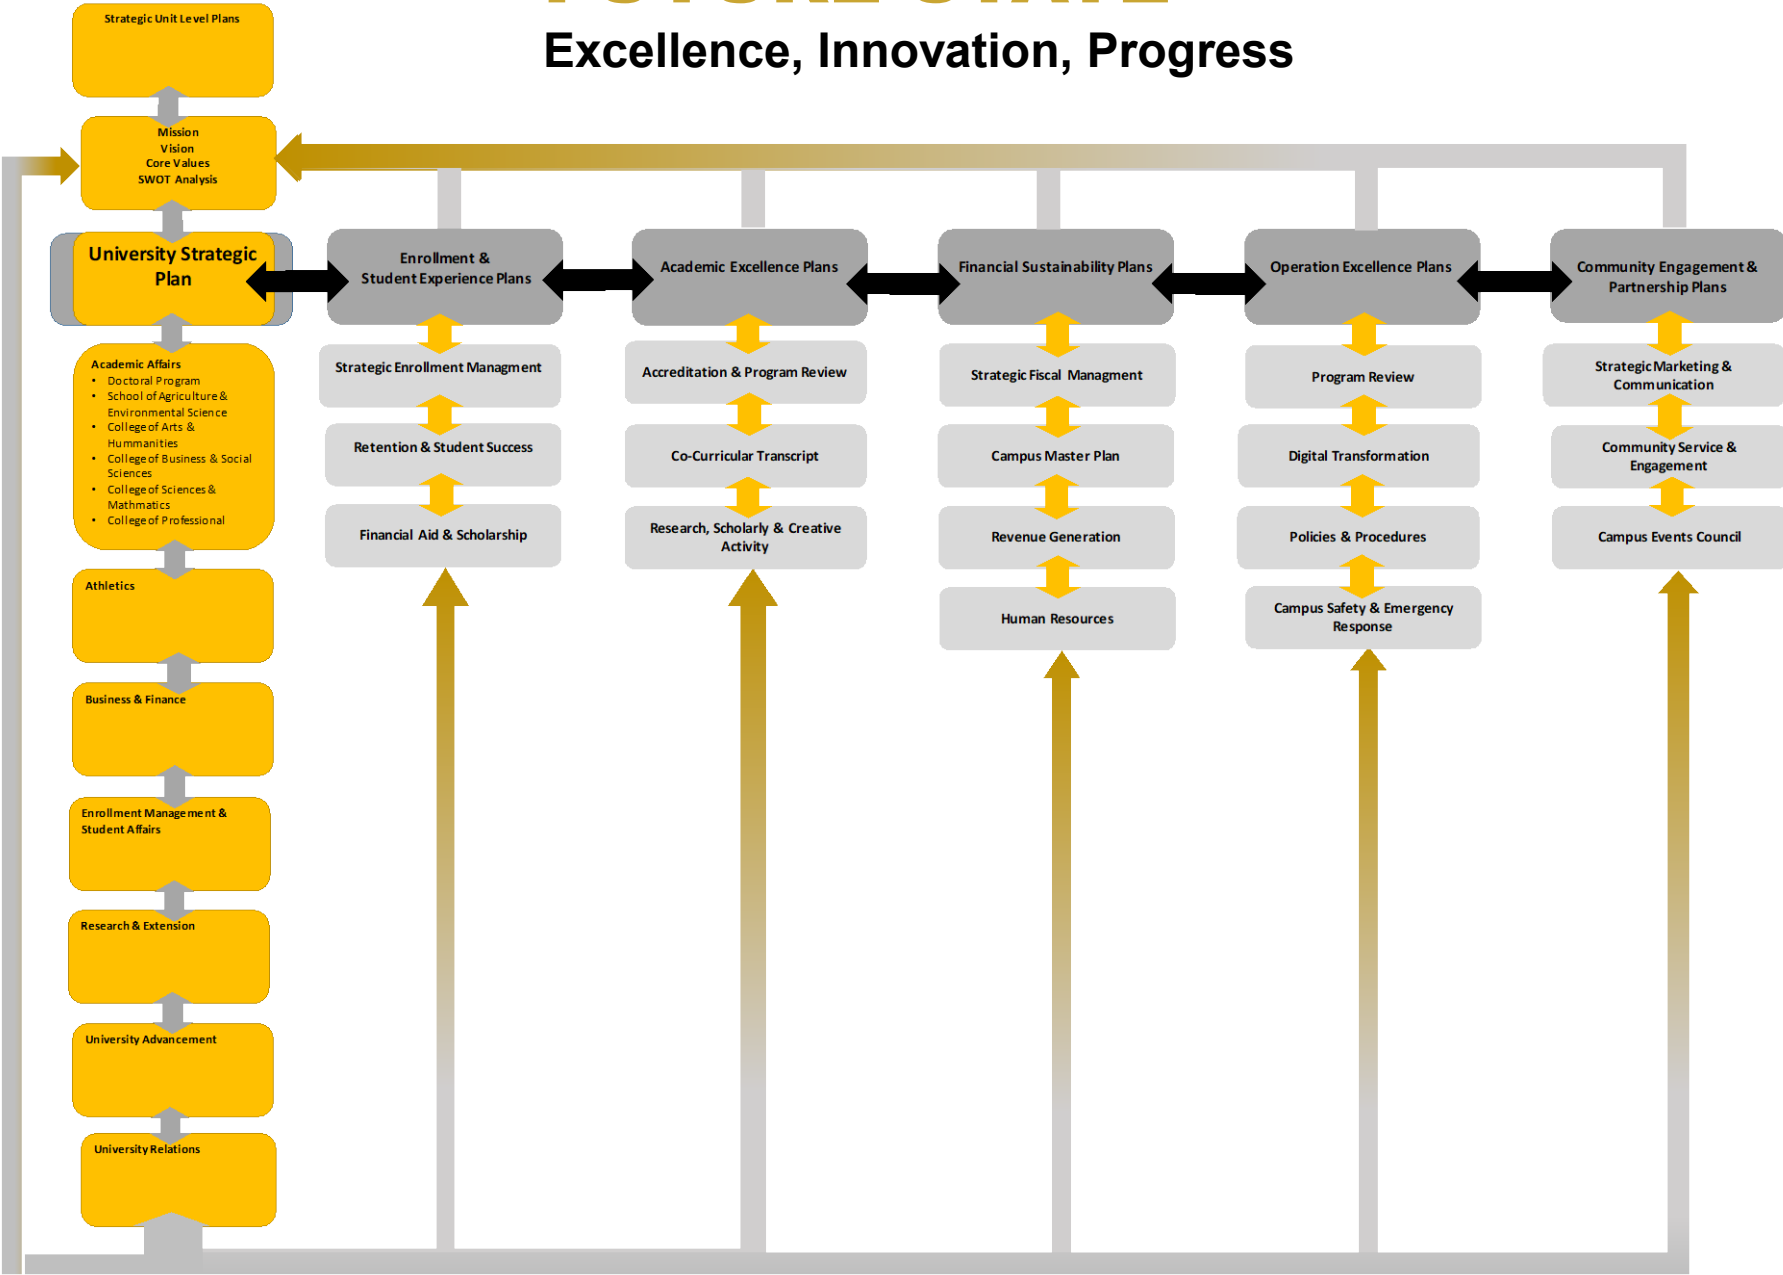 FUTURE STATE
Excellence, Innovation, Progress
Strategic Unit Level Plans
Mission
Vision
Core Values
SWOT Analysis
University Strategic
Plan
Academic Affairs
• Doctoral Program
• School of Agriculture &
Environmental Science
• College of Arts &
Hummanities
• College of Business & Social
Sciences
• College of Sciences &
Mathmatics
• College of Professional
Athletics
Business & Finance
Enrollment Management &
Student Affairs
Research & Extension
University Advancement
University Relations
Enrollment &
Student Experience Plans
Strategic Enrollment Managment
Retention & Student Success
Financial Aid & Scholarship
Academic Excellence Plans
Accreditation & Program Review
Co-Curricular Transcript
Research, Scholarly & Creative
Activity
Financial Sustainability Plans
Strategic Fiscal Managment
Campus Master Plan
Revenue Generation
Human Resources
Operation Excellence Plans
Program Review
Digital Transformation
Policies & Procedures
Campus Safety & Emergency
Response
Community Engagement &
Partnership Plans
Strategic Marketing &
Communication
Community Service &
Engagement
Campus Events Council